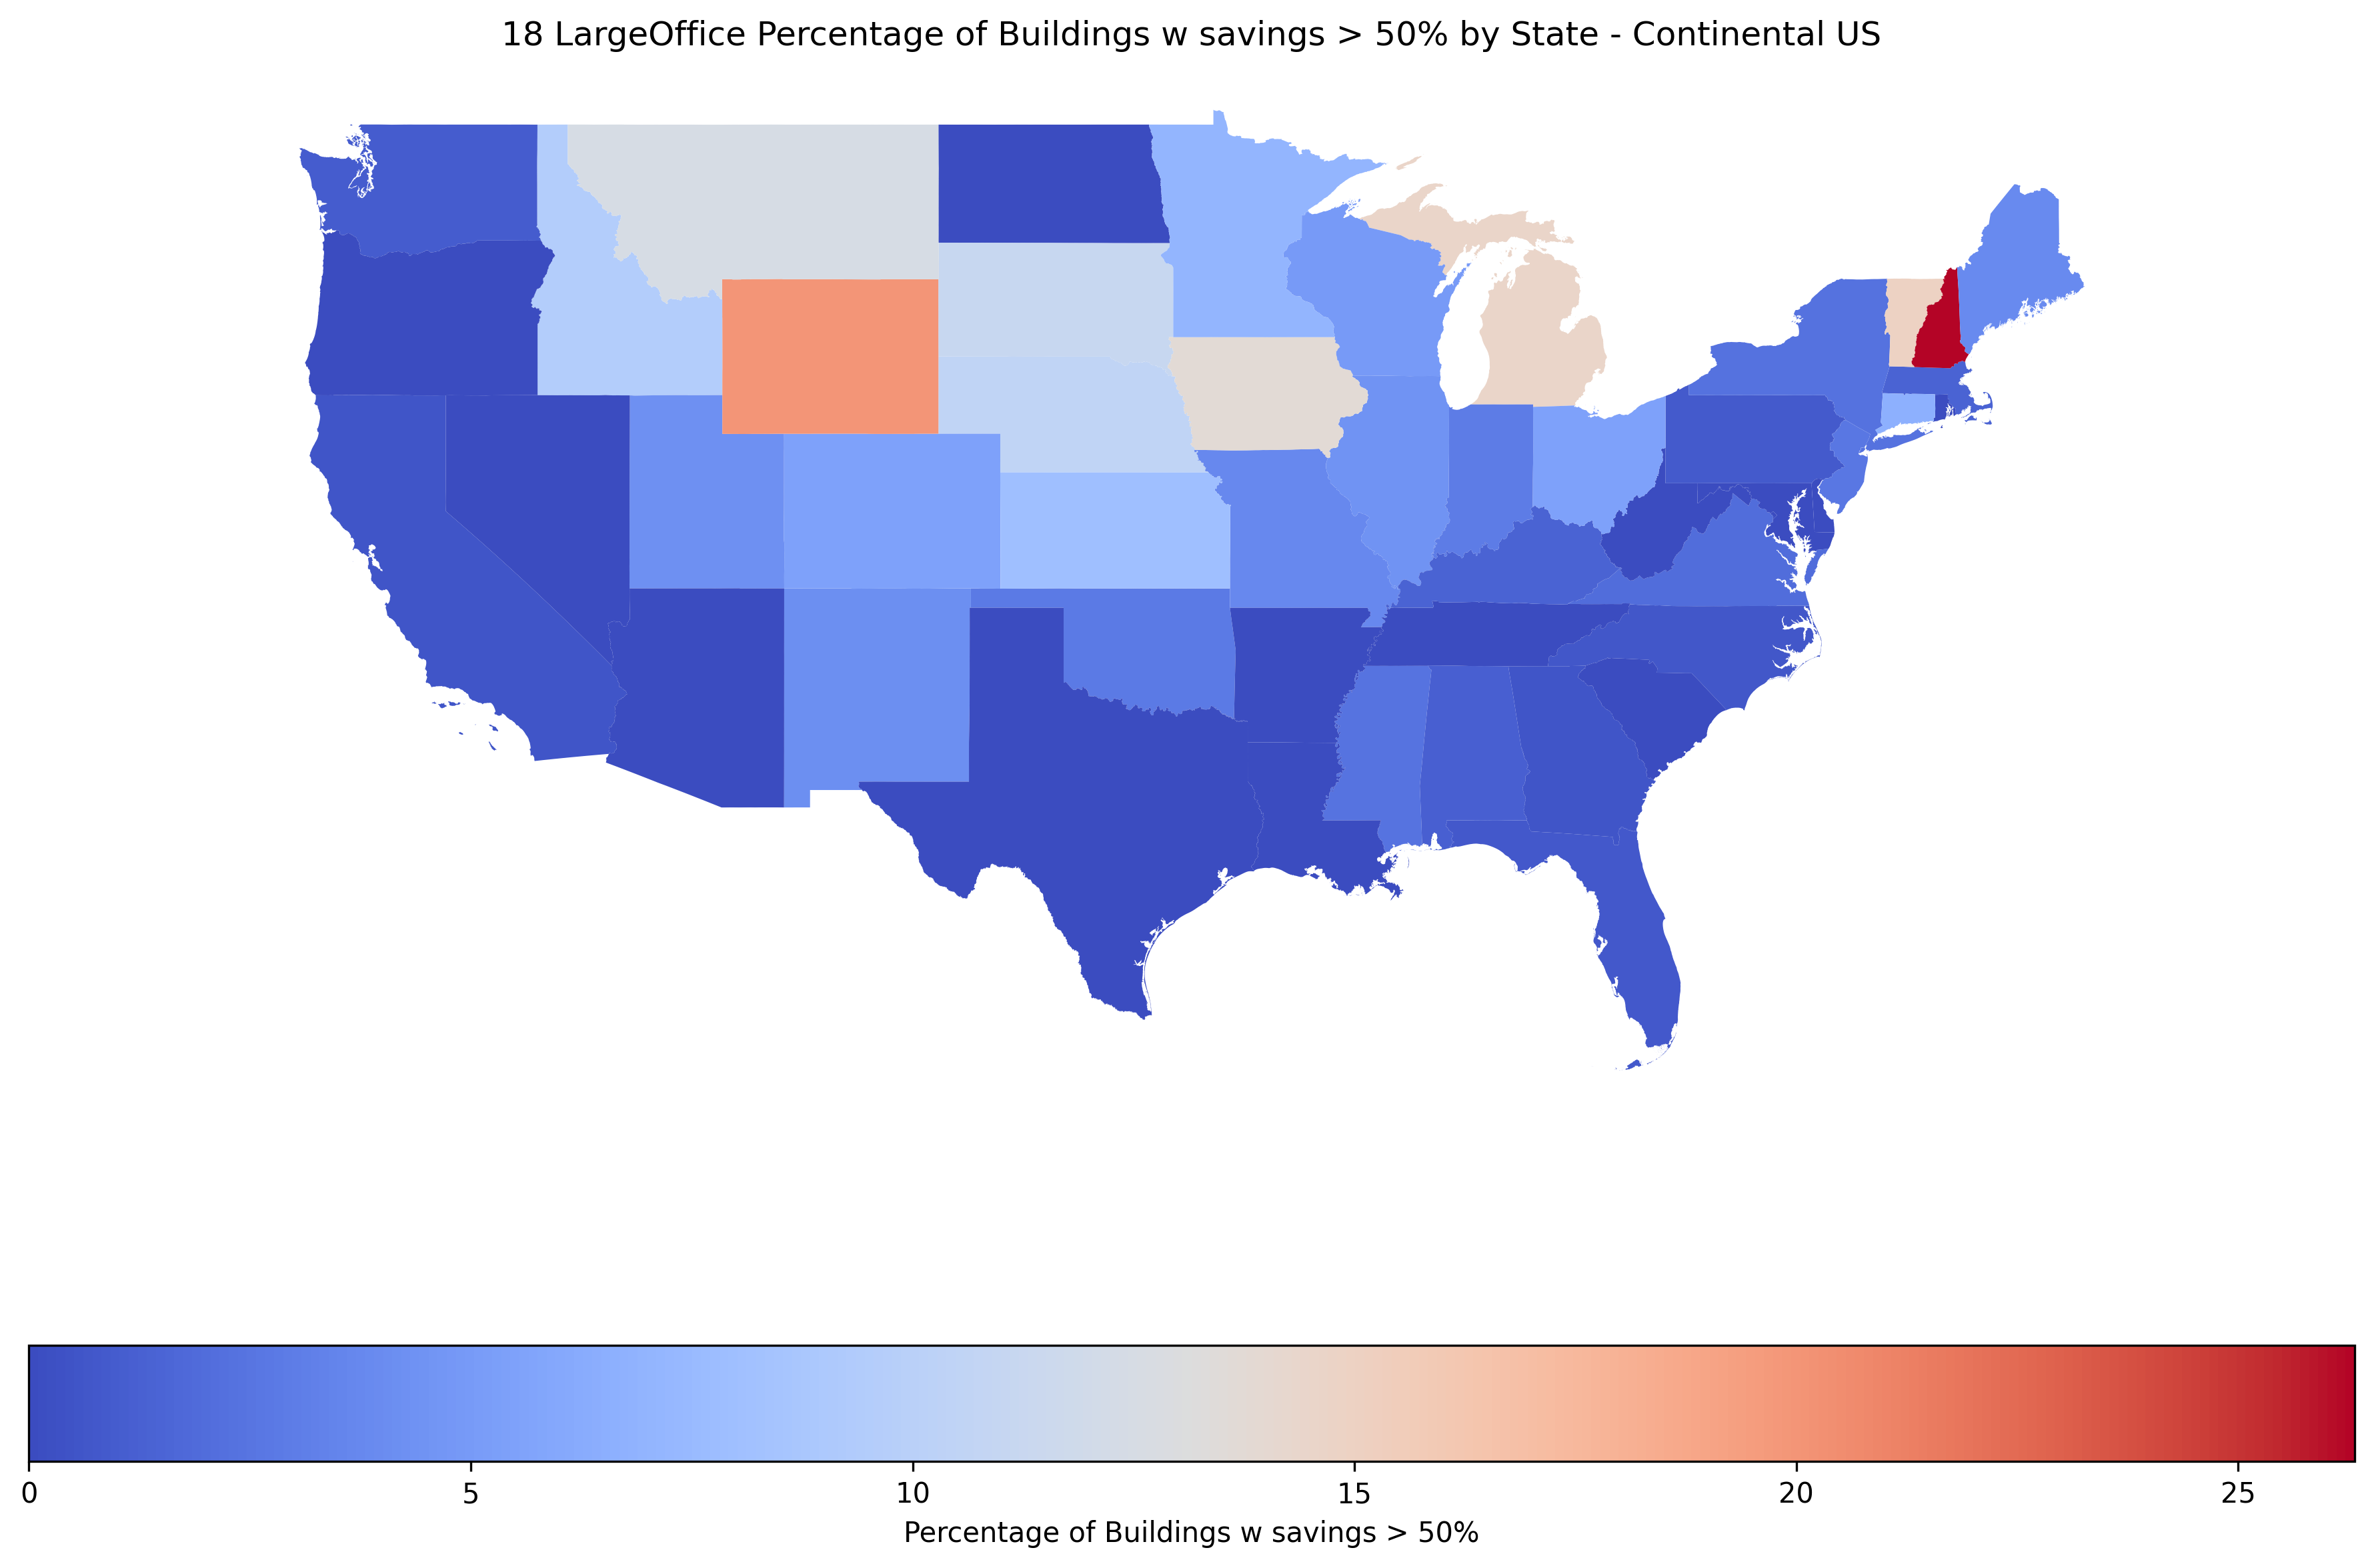 18 LargeOffice Percentage of Buildings w savings > 50% by State - Continental US
0 5 10 15 20 25
Percentage of Buildings w savings > 50%